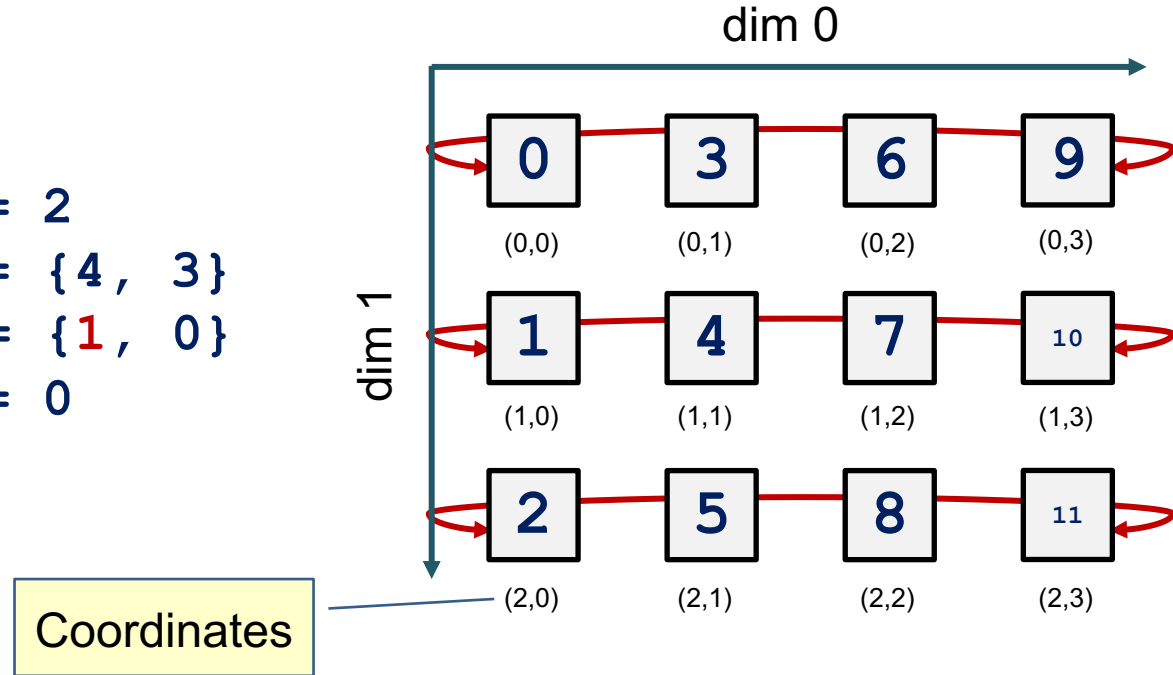 dim 0
= 2
= {4, 3}
= {1, 0}
= 0
dim 1
0 3 6 9
(0,0) (0,1) (0,2) (0,3)
1 4 7 10
(1,0) (1,1) (1,2) (1,3)
2 5 8 11
(2,0) (2,1) (2,2) (2,3)
Coordinates